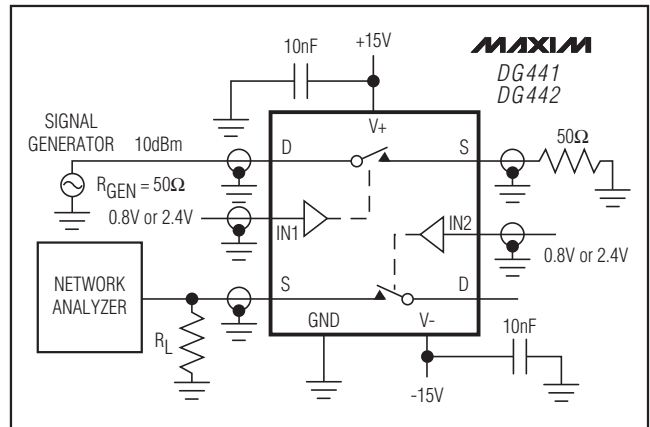 10nF
+15V
MAXIM
DG441
DG442
SIGNAL
GENERATOR
10dBm
V+
D
S
50Ω
RGEN = 50Ω
0.8V or 2.4V
IN1
IN2
0.8V or 2.4V
NETWORK
ANALYZER
S
D
RL
GND
V-
10nF
-15V